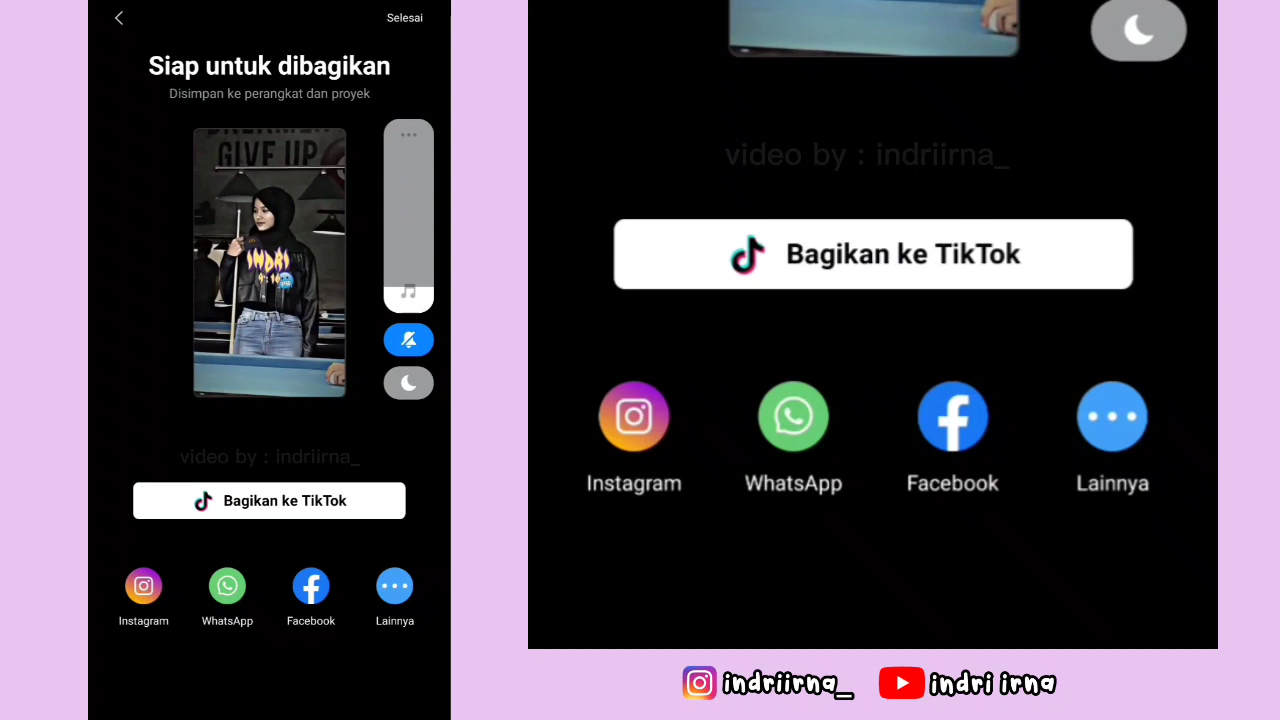 Selesai
Siap untuk dibagikan
Disimpan ke perangkat dan proyek
GIVE UP
INDRI
video by : indriirna_
Bagikan ke TikTok
Instagram
WhatsApp
Facebook
Lainnya
video by : indriirna_
Bagikan ke TikTok
Instagram
WhatsApp
Facebook
Lainnya
indriirna_
indri irna